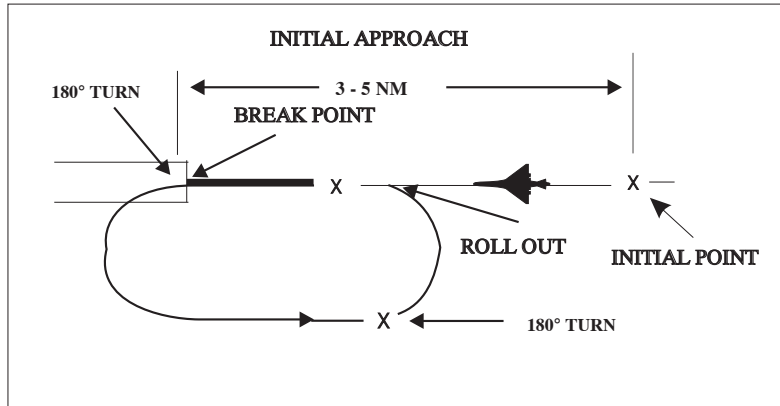 INITIAL APPROACH
3 - 5 NM
180° TURN
BREAK POINT
X
X
ROLL OUT
INITIAL POINT
X
180° TURN